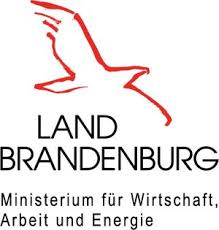 LAND
BRANDENBURG
Ministerium für Wirtschaft,
Arbeit und Energie